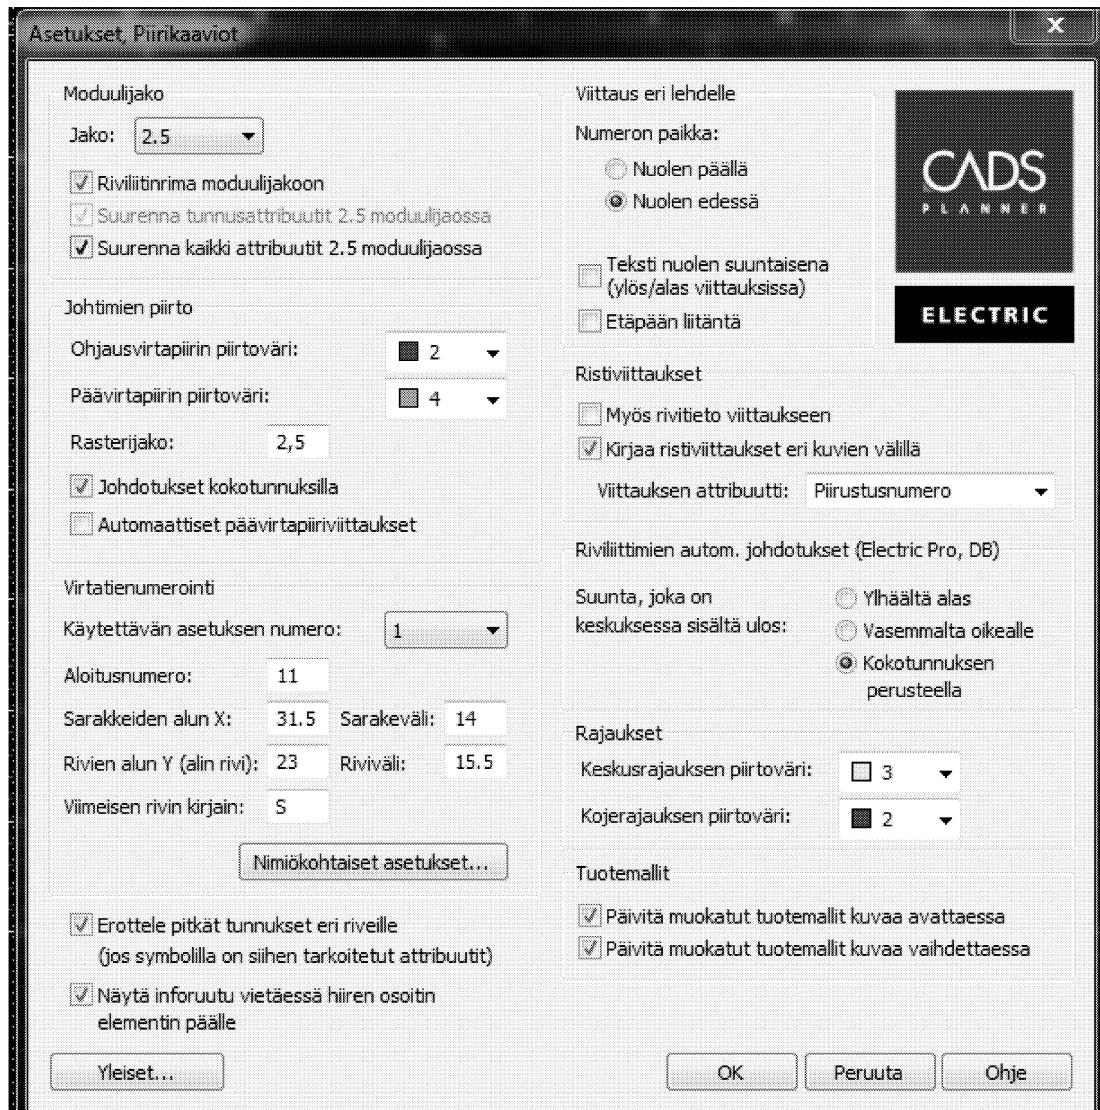 Asetukset, Piirikaaviot
X
Moduulijako
Jako: 2.5
Riviliitinrima moduulijakoon
Suurenna tunnusattribuutit 2.5 moduulijaossa
Suurenna kaikki attribuutit 2.5 moduulijaossa
Johtimien piirto
Ohjausvirtapiirin piirtoväri: 2
Päävirtapiirin piirtoväri: 4
Rasterijako: 2,5
Johdotukset kokotunnuksilla
Automaattiset päävirtapiiriviittaukset
Virtatienumerointi
Käytettävän asetuksen numero: 1
Aloitusnumero: 11
Sarakkeiden alun X: 31.5 Sarakeväli: 14
Rivien alun Y (alin rivi): 23 Riviväli: 15.5
Viimeisen rivin kirjain: S
Nimiökohtaiset asetukset...
Erottele pitkät tunnukset eri riveille
(jos symbolilla on siihen tarkoitetut attribuutit)
Näytä inforuutu vietäessä hiiren osoitin
elementin päälle
Viittaus eri lehdelle
Numeron paikka:
Nuolen päällä
Nuolen edessä
Teksti nuolen suuntaisena
(ylös/alas viittauksissa)
Etäpään liitäntä
CADS
PLANNER
ELECTRIC
Ristiviittaukset
Myös rivitieto viittaukseen
Kirjaa ristiviittaukset eri kuvien välillä
Viittauksen attribuutti: Piirustusnumero
Riviliittimien autom. johdotukset (Electric Pro, DB)
Suunta, joka on
keskuksessa sisältä ulos:
Ylhäältä alas
Vasemmalta oikealle
Kokotunnuksen
perusteella
Rajaukset
Keskusrajauksen piirtoväri: 3
Kojerajauksen piirtoväri: 2
Tuotemallit
Päivitä muokatut tuotemallit kuvaa avattaessa
Päivitä muokatut tuotemallit kuvaa vaihdettaessa
Yleiset... OK Peruuta Ohje